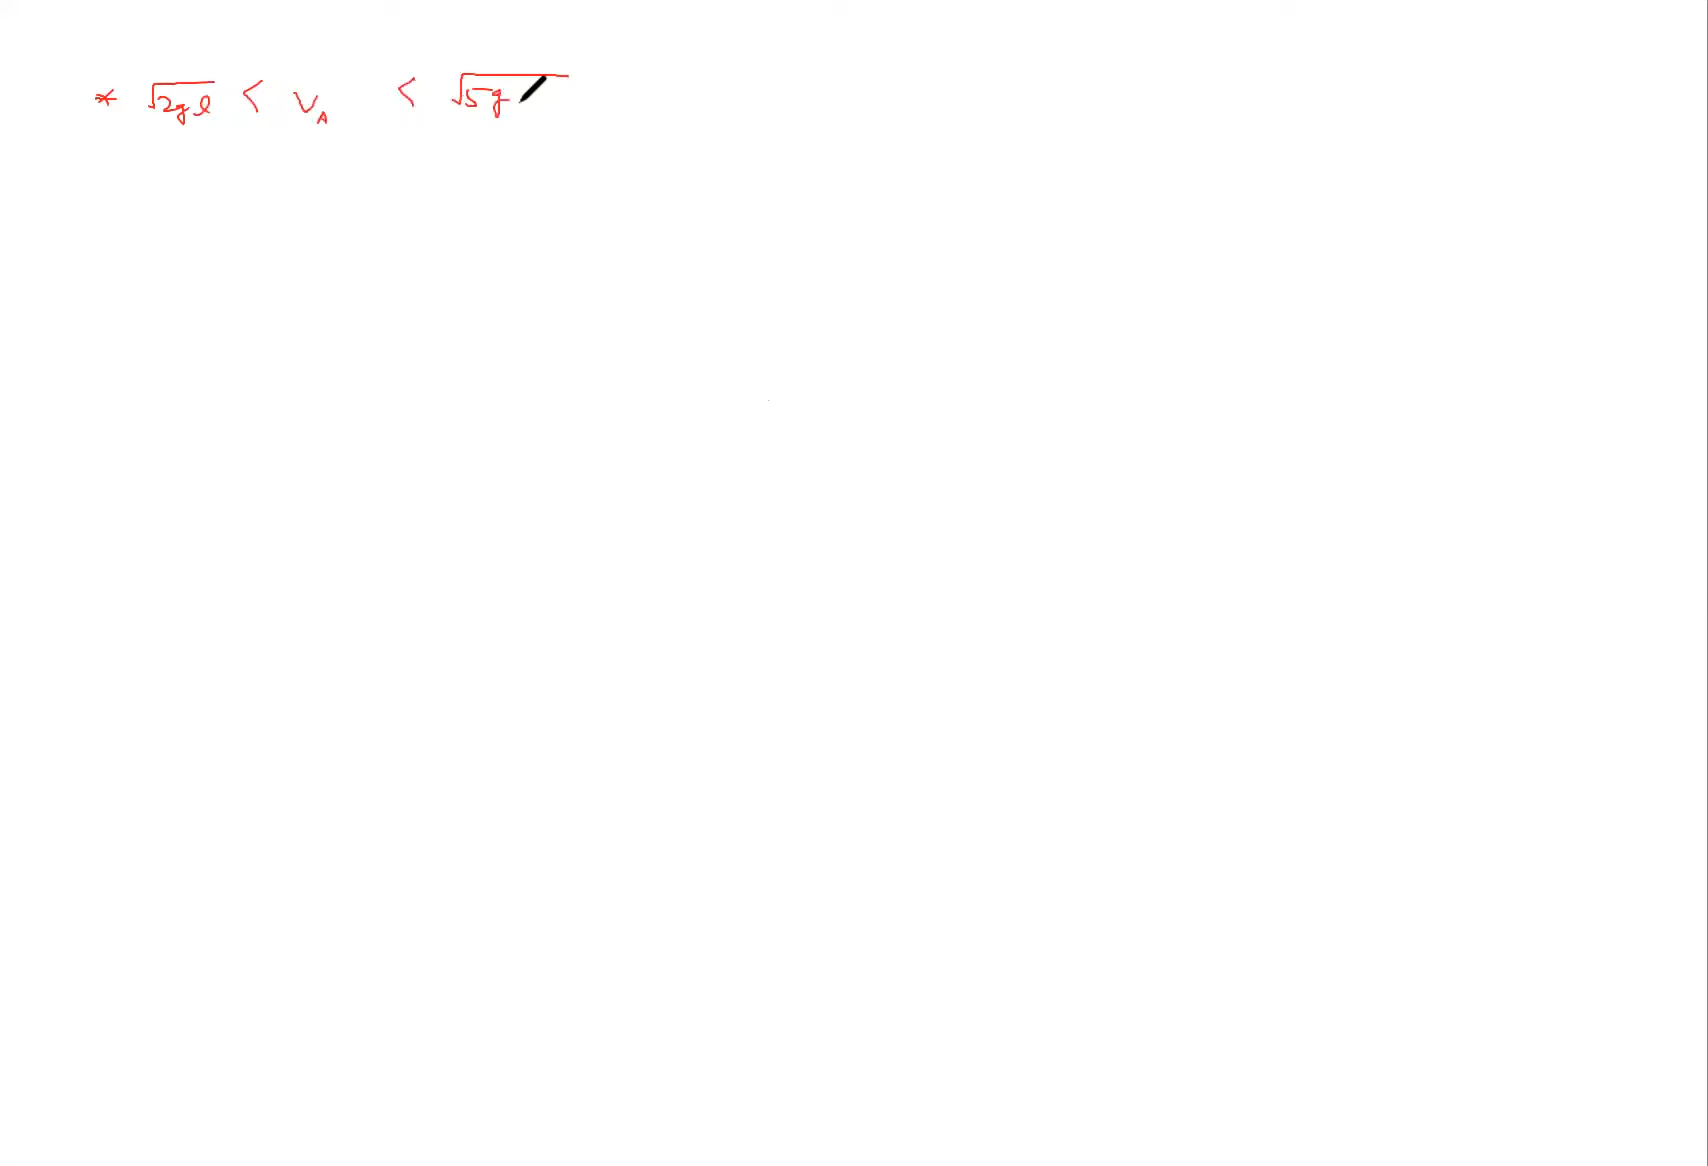 * √2gl < V_A < √5g